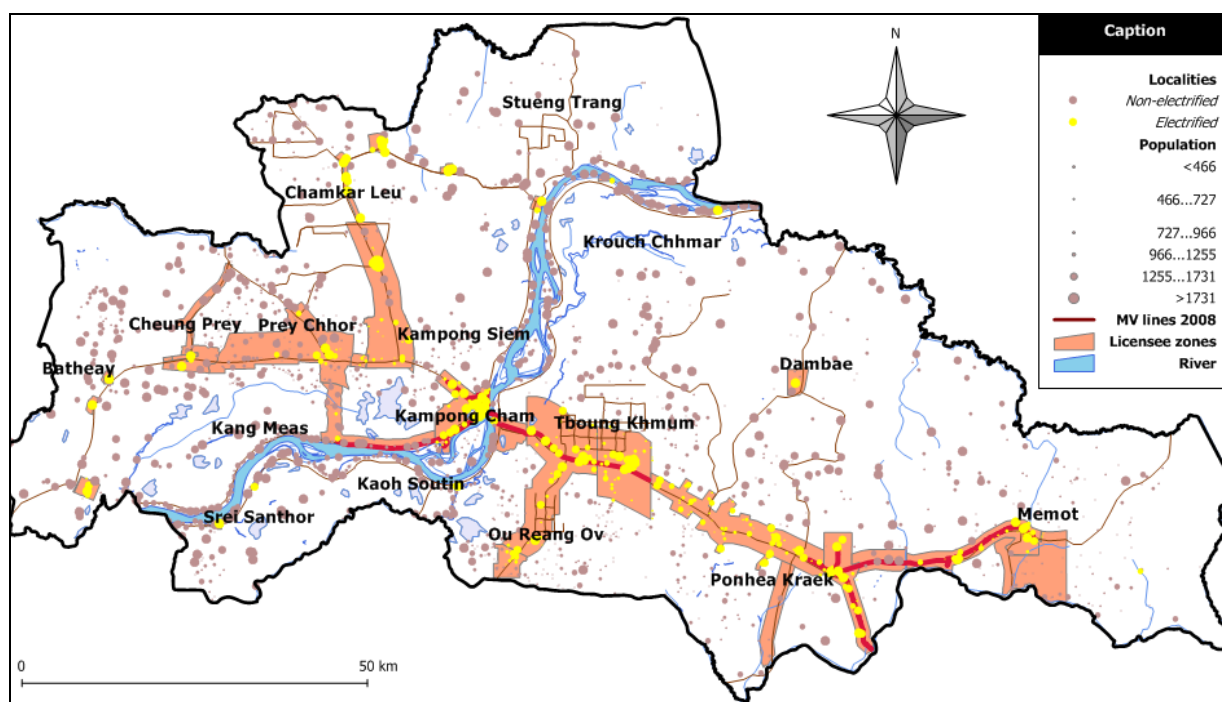 Caption
N
Localities
Non-electrified
Electrified
Population
<466
466...727
727...966
966...1255
1255...1731
>1731
MV lines 2008
Licensee zones
River
Stueng Trang
Chamkar Leu
Krouch Chhmar
Cheung Prey
Prey Chhor
Kampong Siem
Batheay
Dambae
Kampong Cham
Tboung Khmum
Kang Meas
Kaoh Soutin
Srei Santhor
Memot
Ou Reang Ov
Ponhea Kraek
0
50 km